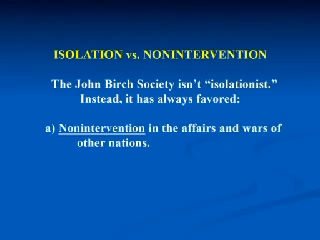 ISOLATION vs. NONINTERVENTION
The John Birch Society isn’t “isolationist.”
Instead, it has always favored:
a) Nonintervention in the affairs and wars of
other nations.